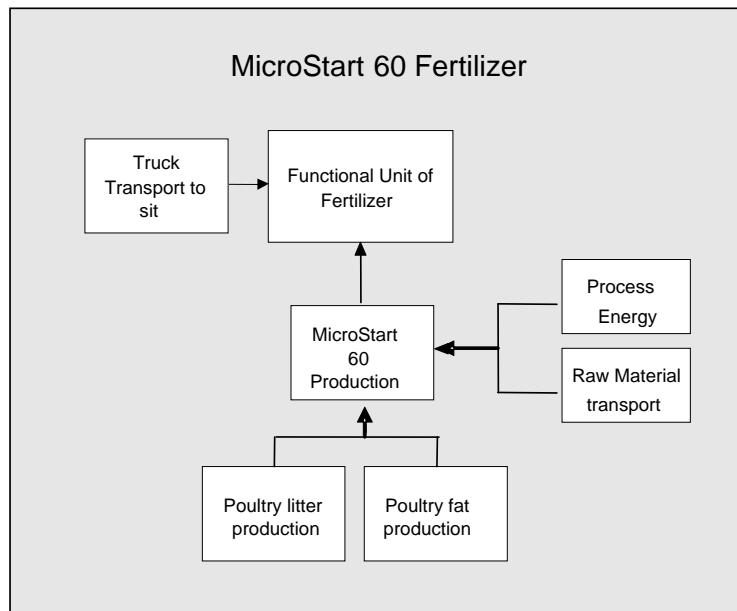 MicroStart 60 Fertilizer
Truck
Transport to
sit
Functional Unit of
Fertilizer
Process
Energy
MicroStart
60
Production
Raw Material
transport
Poultry litter
production
Poultry fat
production